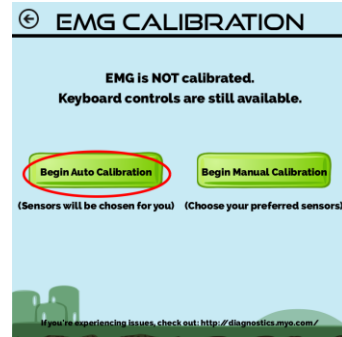 EMG CALIBRATION
EMG is NOT calibrated.
Keyboard controls are still available.
Begin Auto Calibration
Begin Manual Calibration
(Sensors will be chosen for you)
(Choose your preferred sensors)
If you're experiencing issues, check out: http://diagnostics.myo.com/